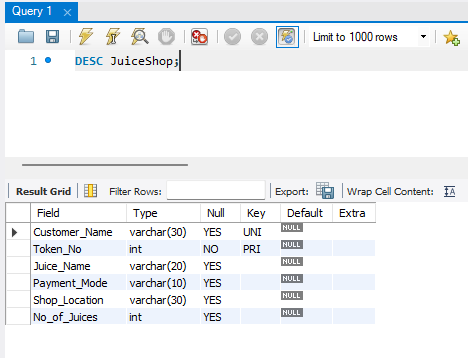 Query 1
Limit to 1000 rows
1 DESC JuiceShop;
Result Grid Filter Rows: Export: Wrap Cell Content: IA
Field Type Null Key Default Extra
Customer_Name varchar(30) YES UNI NULL
Token_No int NO PRI NULL
Juice_Name varchar(20) YES NULL
Payment_Mode varchar(10) YES NULL
Shop_Location varchar(30) YES NULL
No_of_Juices int YES NULL